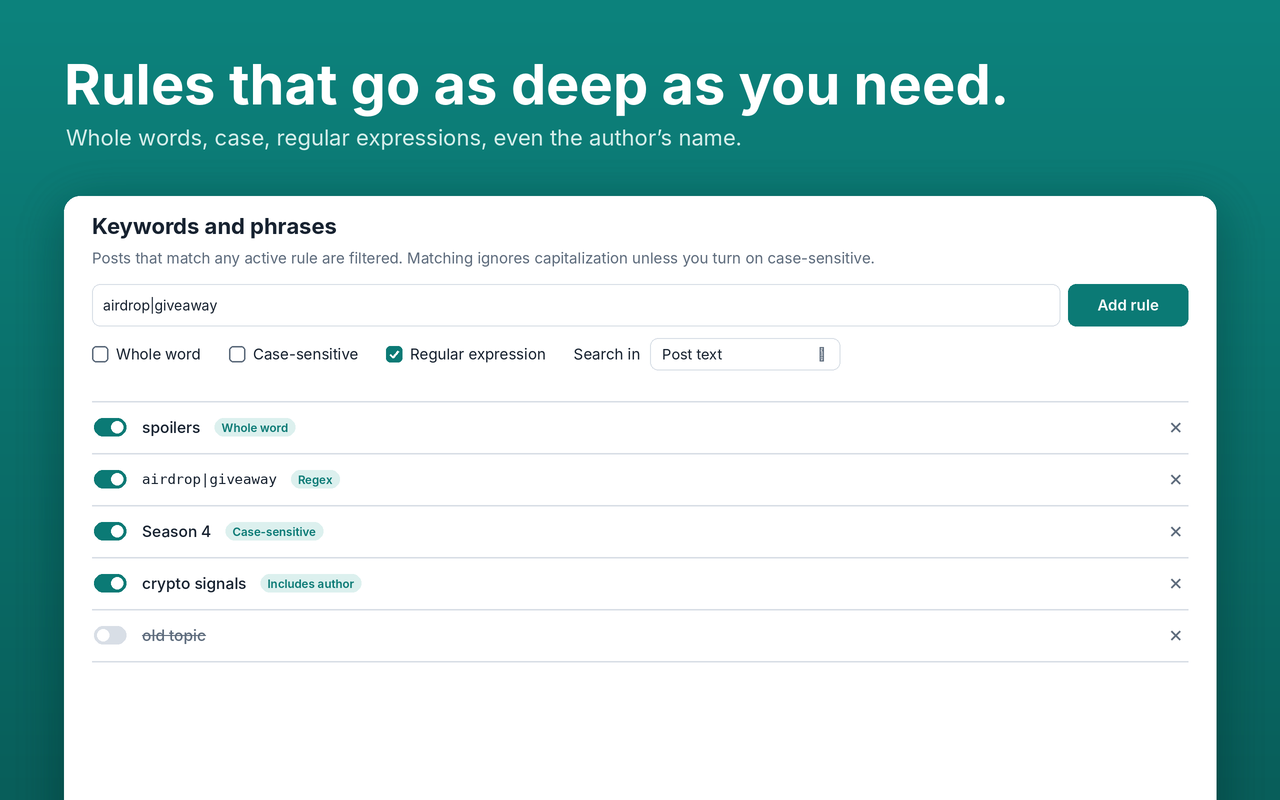 Rules that go as deep as you need.
Whole words, case, regular expressions, even the author’s name.
Keywords and phrases
Posts that match any active rule are filtered. Matching ignores capitalization unless you turn on case-sensitive.
airdrop|giveaway
Add rule
Whole word Case-sensitive Regular expression Search in Post text
spoilers Whole word
airdrop|giveaway Regex
Season 4 Case-sensitive
crypto signals Includes author
old topic